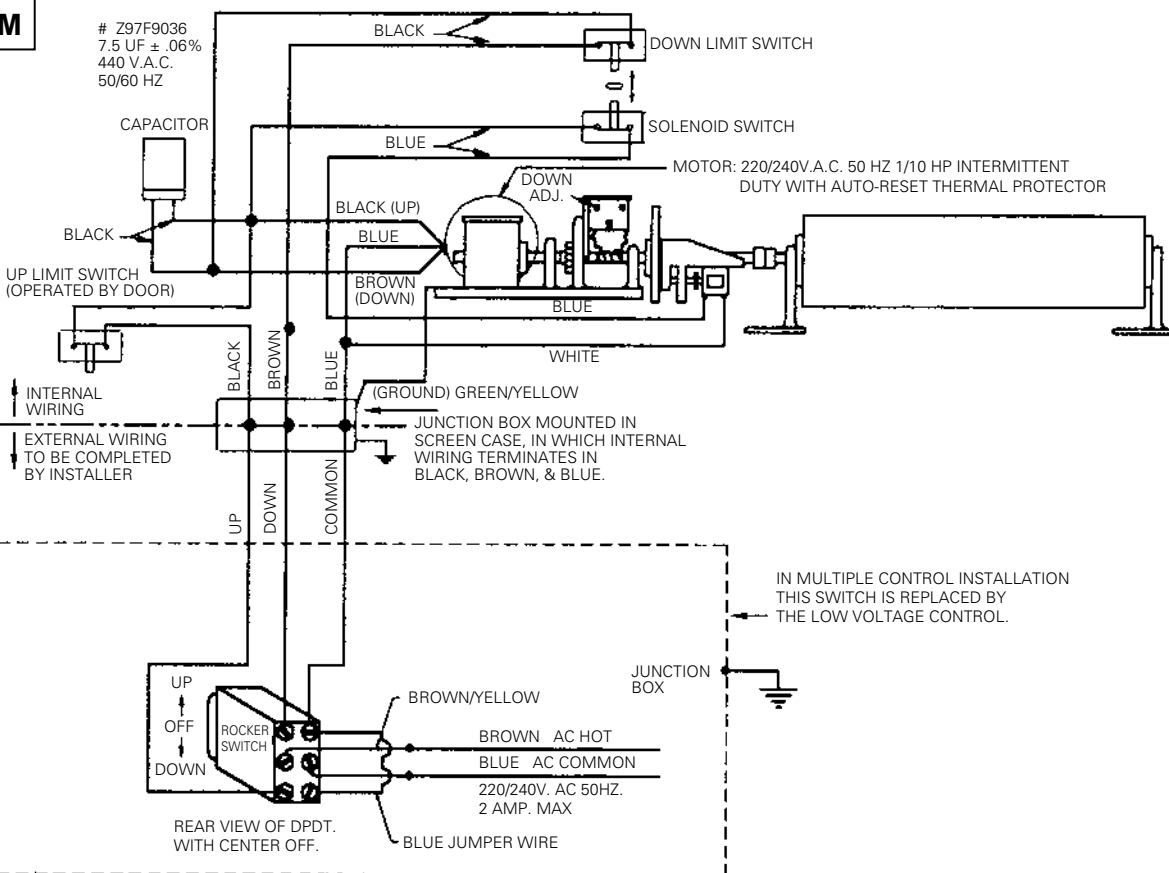 M
# Z97F9036
7.5 UF ± .06%
440 V.A.C.
50/60 HZ
BLACK
DOWN LIMIT SWITCH
CAPACITOR
SOLENOID SWITCH
BLUE
MOTOR: 220/240V.A.C. 50 HZ 1/10 HP INTERMITTENT
DUTY WITH AUTO-RESET THERMAL PROTECTOR
DOWN
ADJ.
BLACK (UP)
BLACK
BLUE
UP LIMIT SWITCH
(OPERATED BY DOOR)
BROWN
(DOWN)
BLUE
WHITE
BLACK
BROWN
BLUE
INTERNAL
WIRING
(GROUND) GREEN/YELLOW
EXTERNAL WIRING
TO BE COMPLETED
BY INSTALLER
JUNCTION BOX MOUNTED IN
SCREEN CASE, IN WHICH INTERNAL
WIRING TERMINATES IN
BLACK, BROWN, & BLUE.
UP
DOWN
COMMON
IN MULTIPLE CONTROL INSTALLATION
THIS SWITCH IS REPLACED BY
THE LOW VOLTAGE CONTROL.
JUNCTION
BOX
UP
OFF
DOWN
ROCKER
SWITCH
BROWN/YELLOW
BROWN AC HOT
BLUE AC COMMON
220/240V. AC 50HZ.
2 AMP. MAX
REAR VIEW OF DPDT.
WITH CENTER OFF.
BLUE JUMPER WIRE